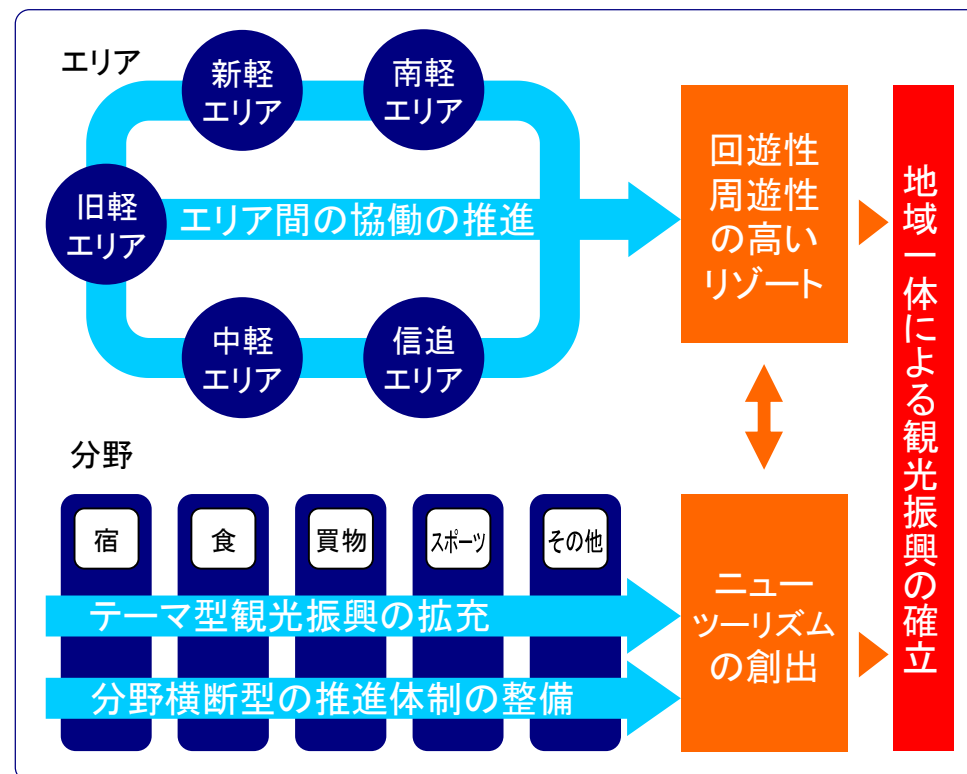 エリア
新軽
エリア
南軽
エリア
旧軽
エリア
エリア間の協働の推進
中軽
エリア
信追
エリア
回遊性
周遊性
の高い
リゾート
地域一体による観光振興の確立
分野
宿
食
買物
スポーツ
その他
テーマ型観光振興の拡充
分野横断型の推進体制の整備
ニュー
ツーリズム
の創出